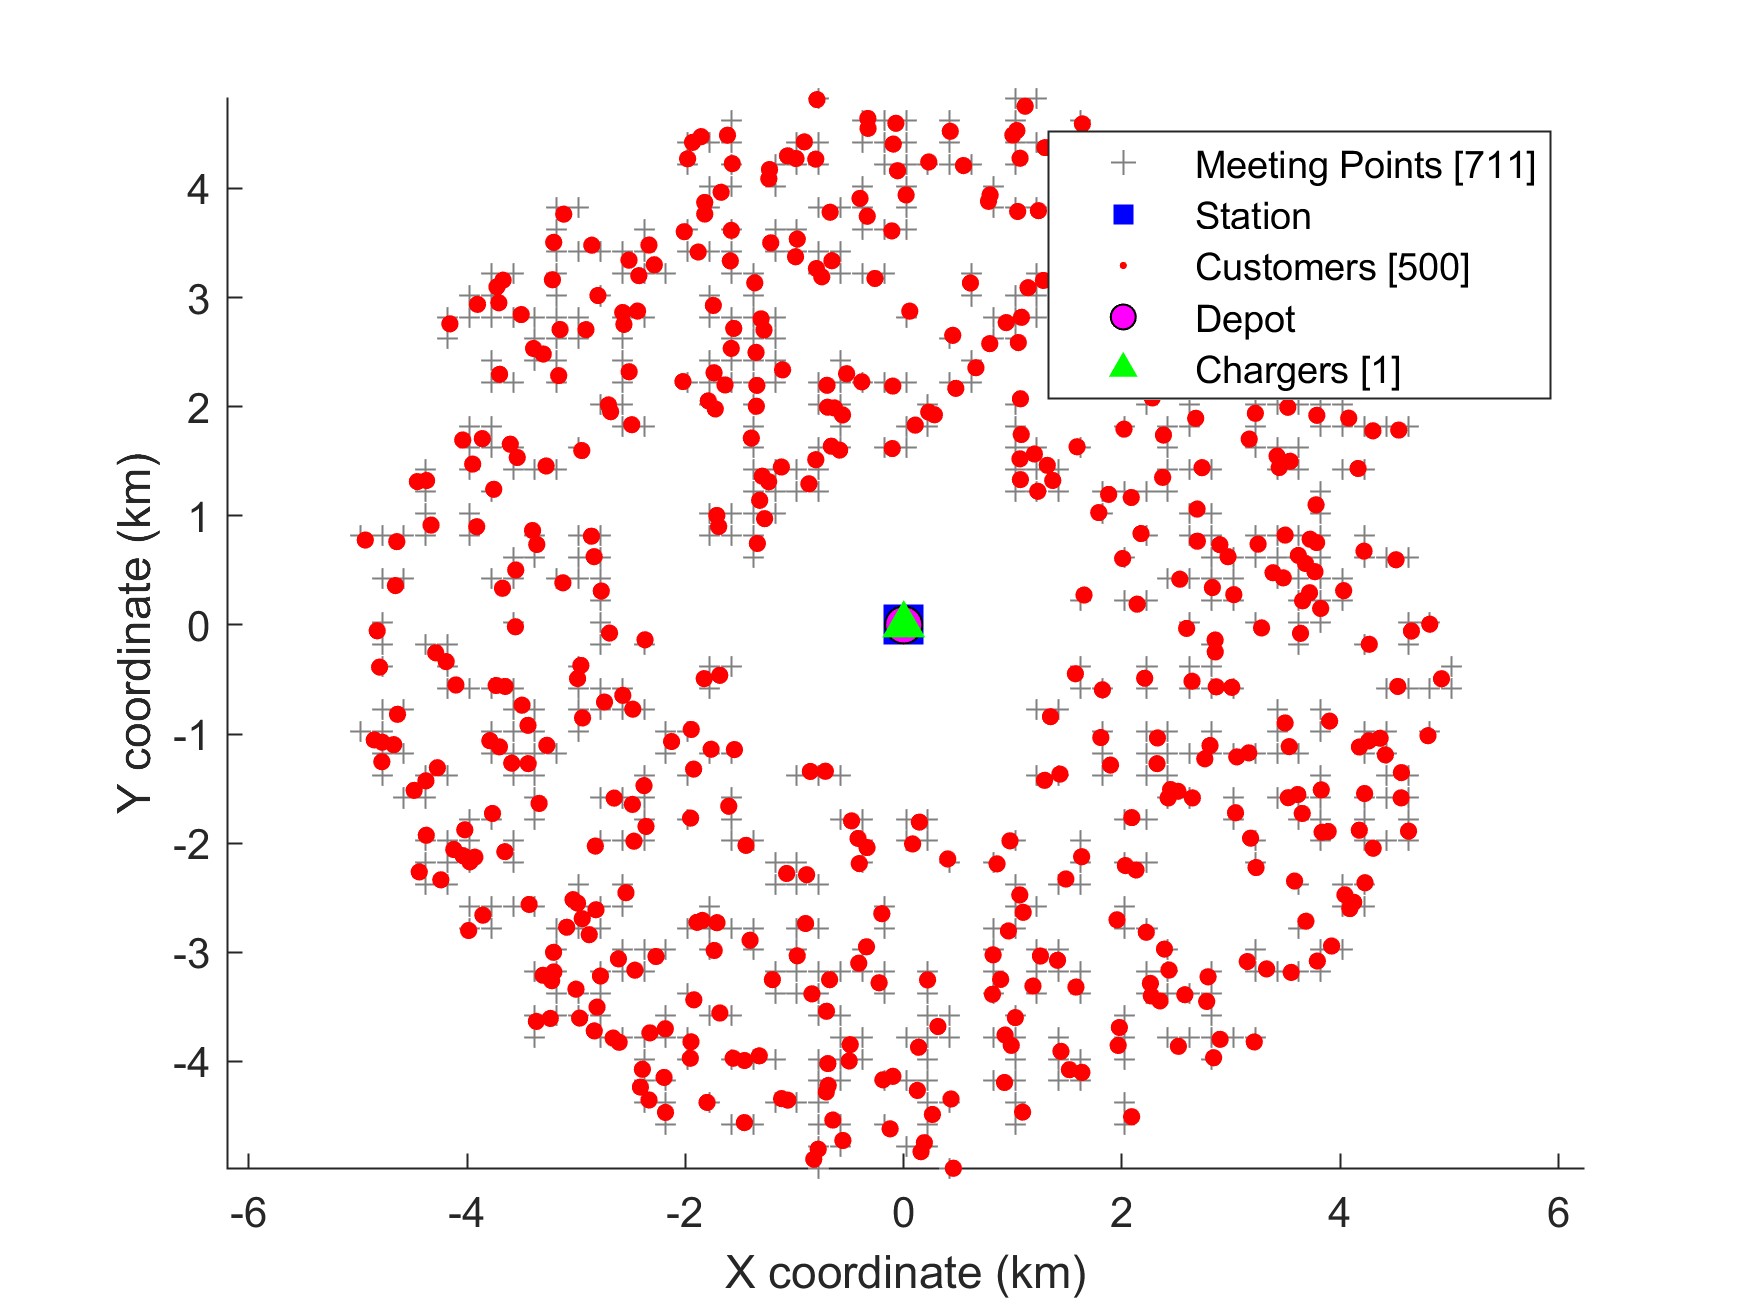 Meeting Points [711]
Station
Customers [500]
Depot
Chargers [1]
4
3
2
1
0
-1
-2
-3
-4
Y coordinate (km)
-6 -4 -2 0 2 4 6
X coordinate (km)